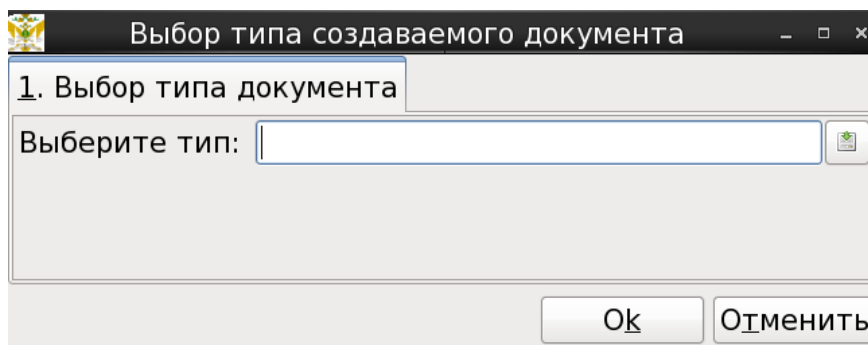 Выбор типа создаваемого документа
1. Выбор типа документа
Выберите тип:
Ok Отменить